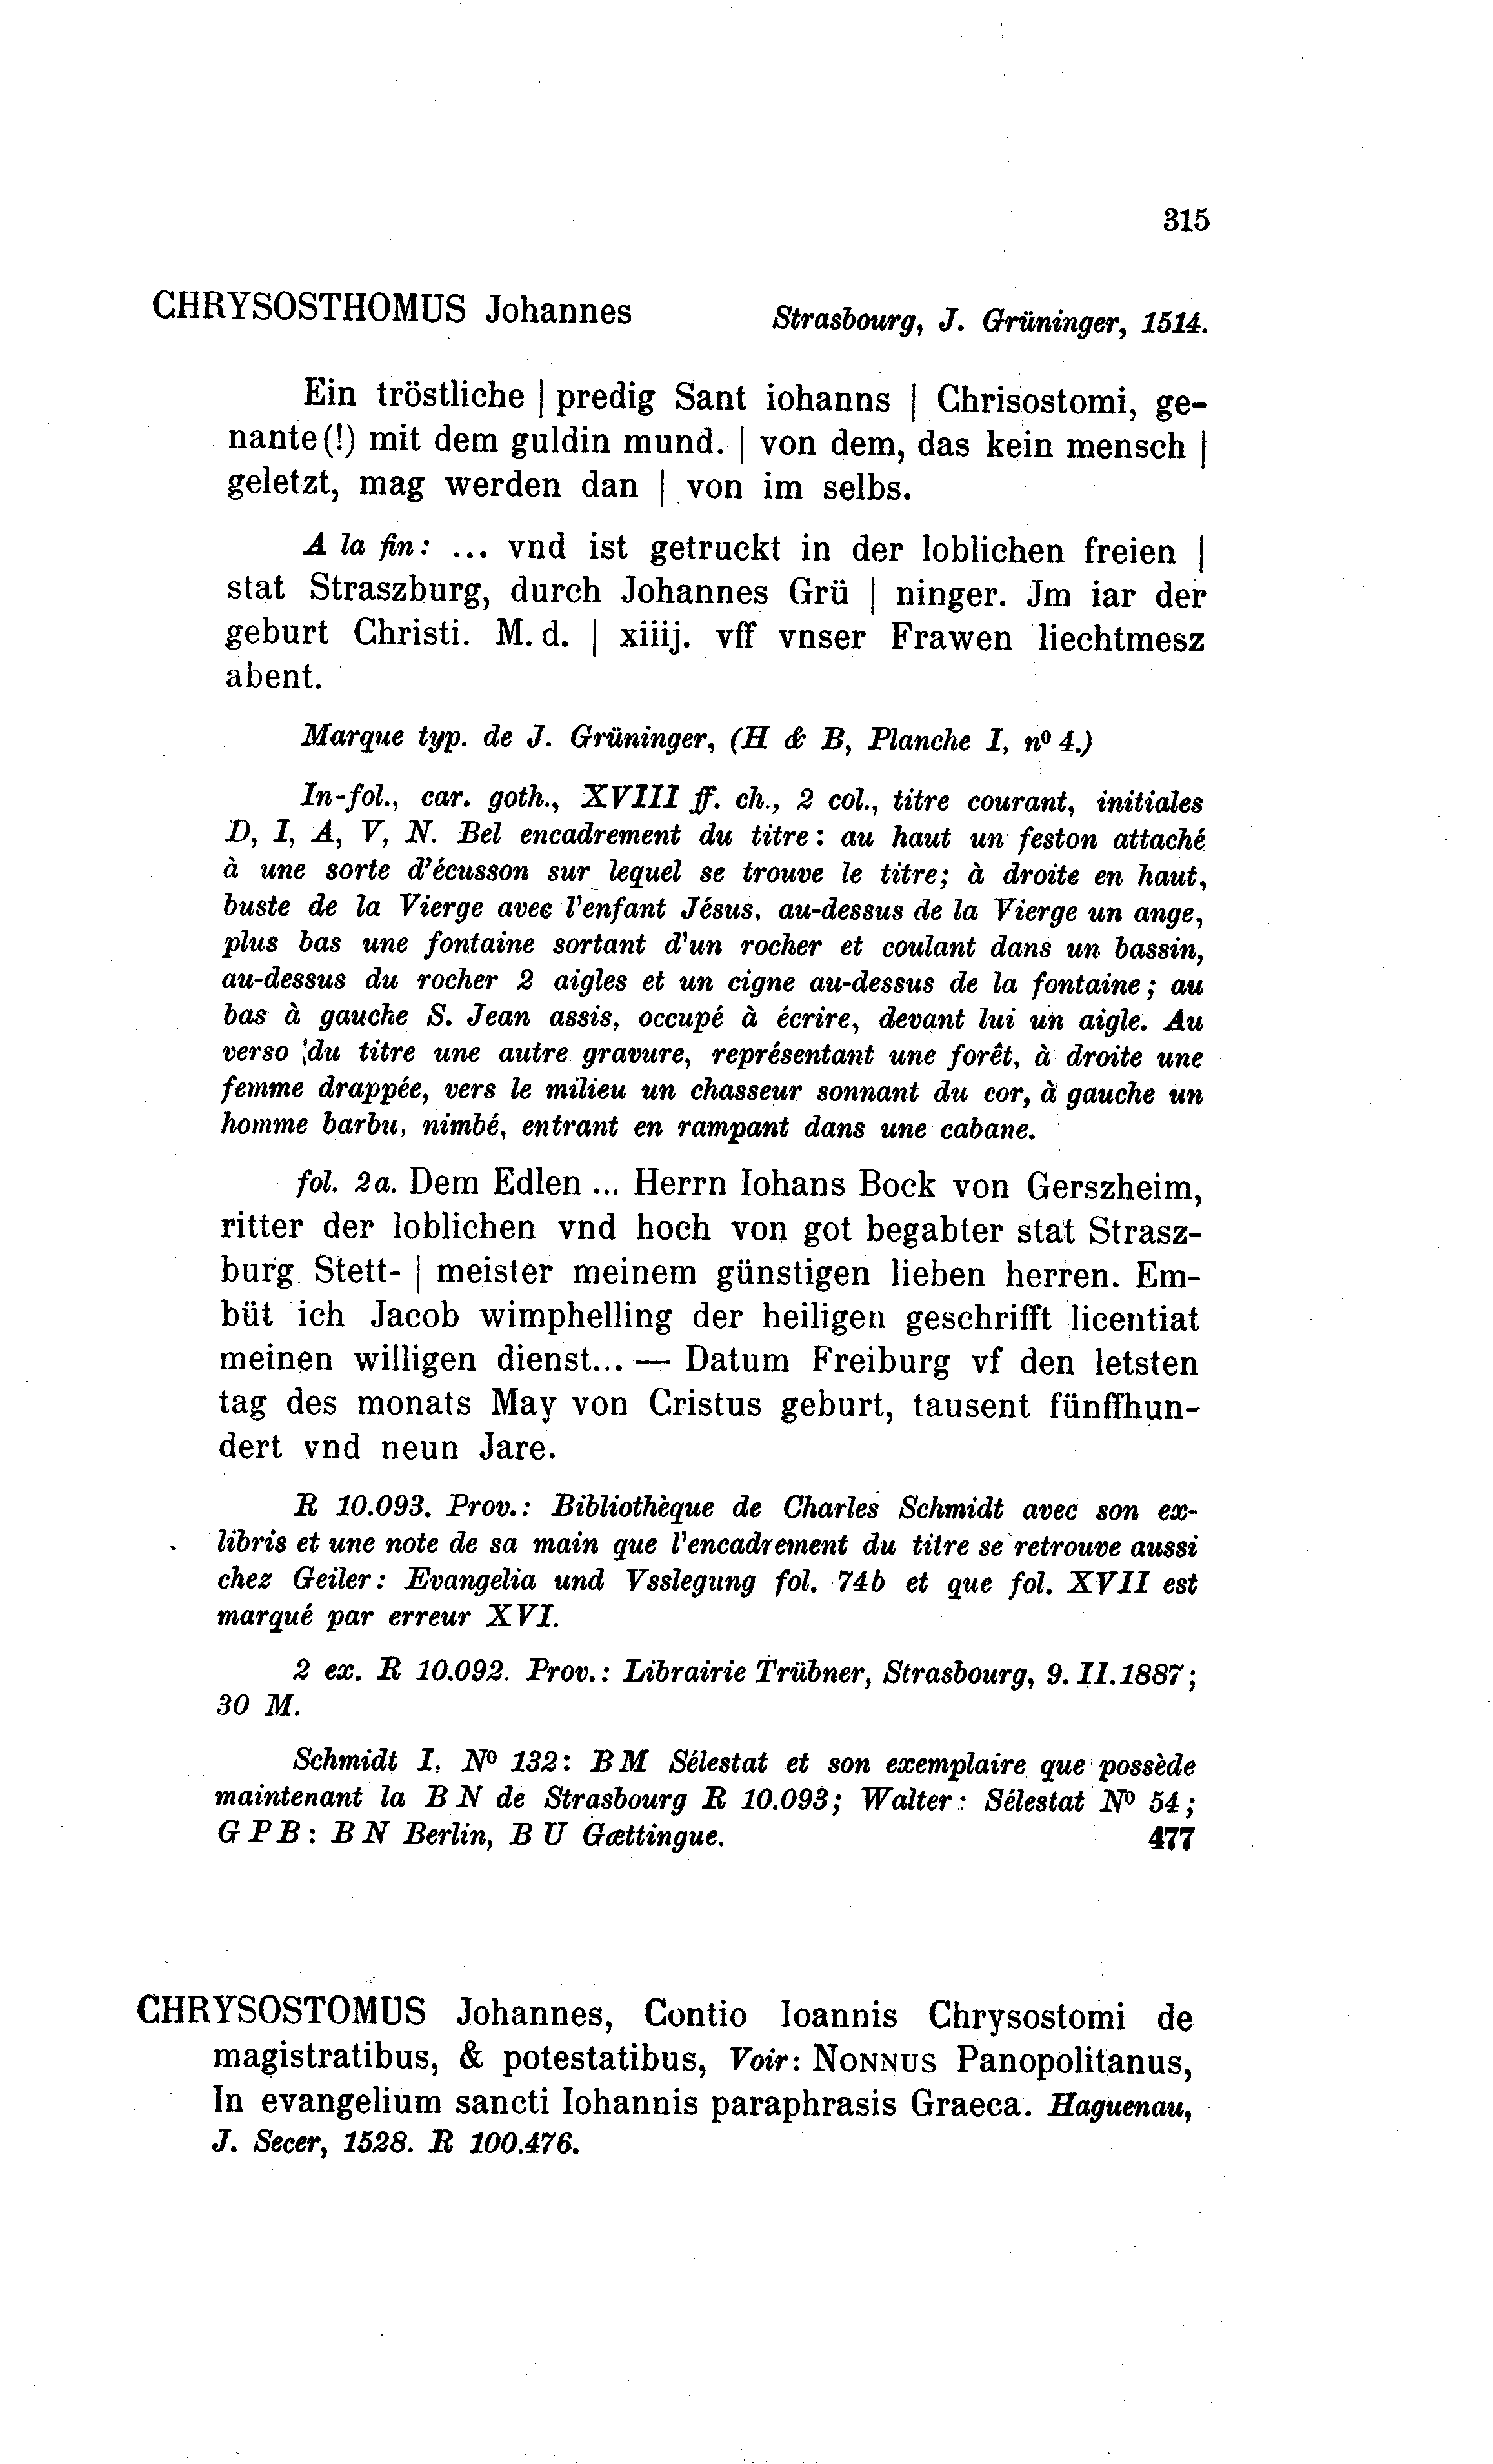 315
CHRYSOSTHOMUS Johannes Strasbourg, J. Grüninger, 1514.
Ein tröstliche | predig Sant iohanns | Chrisostomi, ge-
nante(!) mit dem guldin mund. | von dem, das kein mensch |
geletzt, mag werden dan | von im selbs.
A la fin: ... vnd ist getruckt in der loblichen freien |
stat Straszburg, durch Johannes Grü | ninger. Jm iar der
geburt Christi. M. d. | xiiij. vff vnser Frawen liechtmesz
abent.
Marque typ. de J. Grüninger, (H & B, Planche I, nº 4.)
In-fol., car. goth., XVIII ff. ch., 2 col., titre courant, initiales
D, I, A, V, N. Bel encadrement du titre: au haut un feston attaché
à une sorte d'écusson sur lequel se trouve le titre; à droite en haut,
buste de la Vierge avec l'enfant Jésus, au-dessus de la Vierge un ange,
plus bas une fontaine sortant d'un rocher et coulant dans un bassin,
au-dessus du rocher 2 aigles et un cigne au-dessus de la fontaine; au
bas à gauche S. Jean assis, occupé à écrire, devant lui un aigle. Au
verso du titre une autre gravure, représentant une forêt, à droite une
femme drappée, vers le milieu un chasseur sonnant du cor, à gauche un
homme barbu, nimbé, entrant en rampant dans une cabane.
fol. 2a. Dem Edlen ... Herrn Iohans Bock von Gerszheim,
ritter der loblichen vnd hoch von got begabter stat Strasz-
burg Stett- | meister meinem günstigen lieben herren. Em-
büt ich Jacob wimphelling der heiligen geschrifft licentiat
meinen willigen dienst... — Datum Freiburg vf den letsten
tag des monats May von Cristus geburt, tausent fünffhun-
dert vnd neun Jare.
R 10.093. Prov.: Bibliothèque de Charles Schmidt avec son ex-
libris et une note de sa main que l'encadrement du titre se retrouve aussi
chez Geiler: Evangelia und Vsslegung fol. 74b et que fol. XVII est
marqué par erreur XVI.
2 ex. R 10.092. Prov.: Librairie Trübner, Strasbourg, 9. II. 1887;
30 M.
Schmidt I. Nº 132: BM Sélestat et son exemplaire que possède
maintenant la BN de Strasbourg R 10.093; Walter: Sélestat Nº 54;
GPB: BN Berlin, BU Gœttingue. 477
CHRYSOSTOMUS Johannes, Contio Ioannis Chrysostomi de
magistratibus, & potestatibus, Voir: NONNUS Panopolitanus,
In evangelium sancti Iohannis paraphrasis Graeca. Haguenau,
J. Secer, 1528. R 100.476.